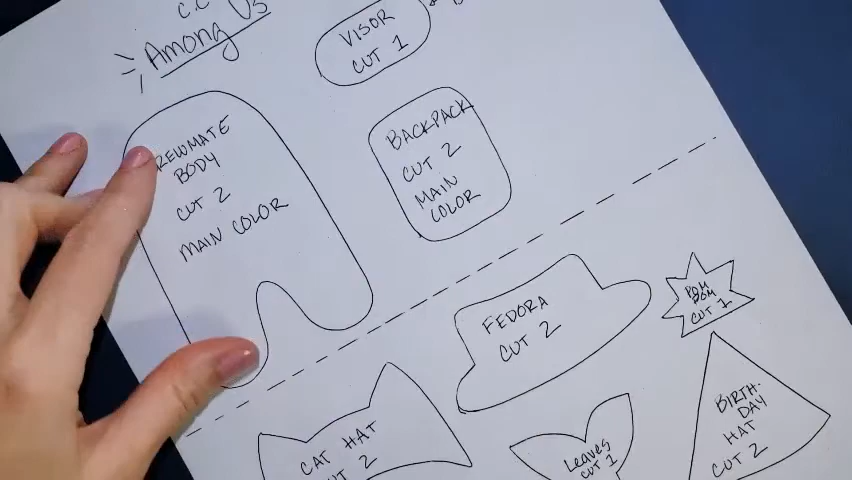 C.C
Among Us
VISOR
CUT 1
REWMATE
BODY
CUT 2
MAIN COLOR
BACKPACK
CUT 2
MAIN
COLOR
FEDORA
CUT 2
POM
POM
CUT 1
CAT HAT
CUT 2
Leaves
CUT 1
BIRTH-
DAY
HAT
CUT 2